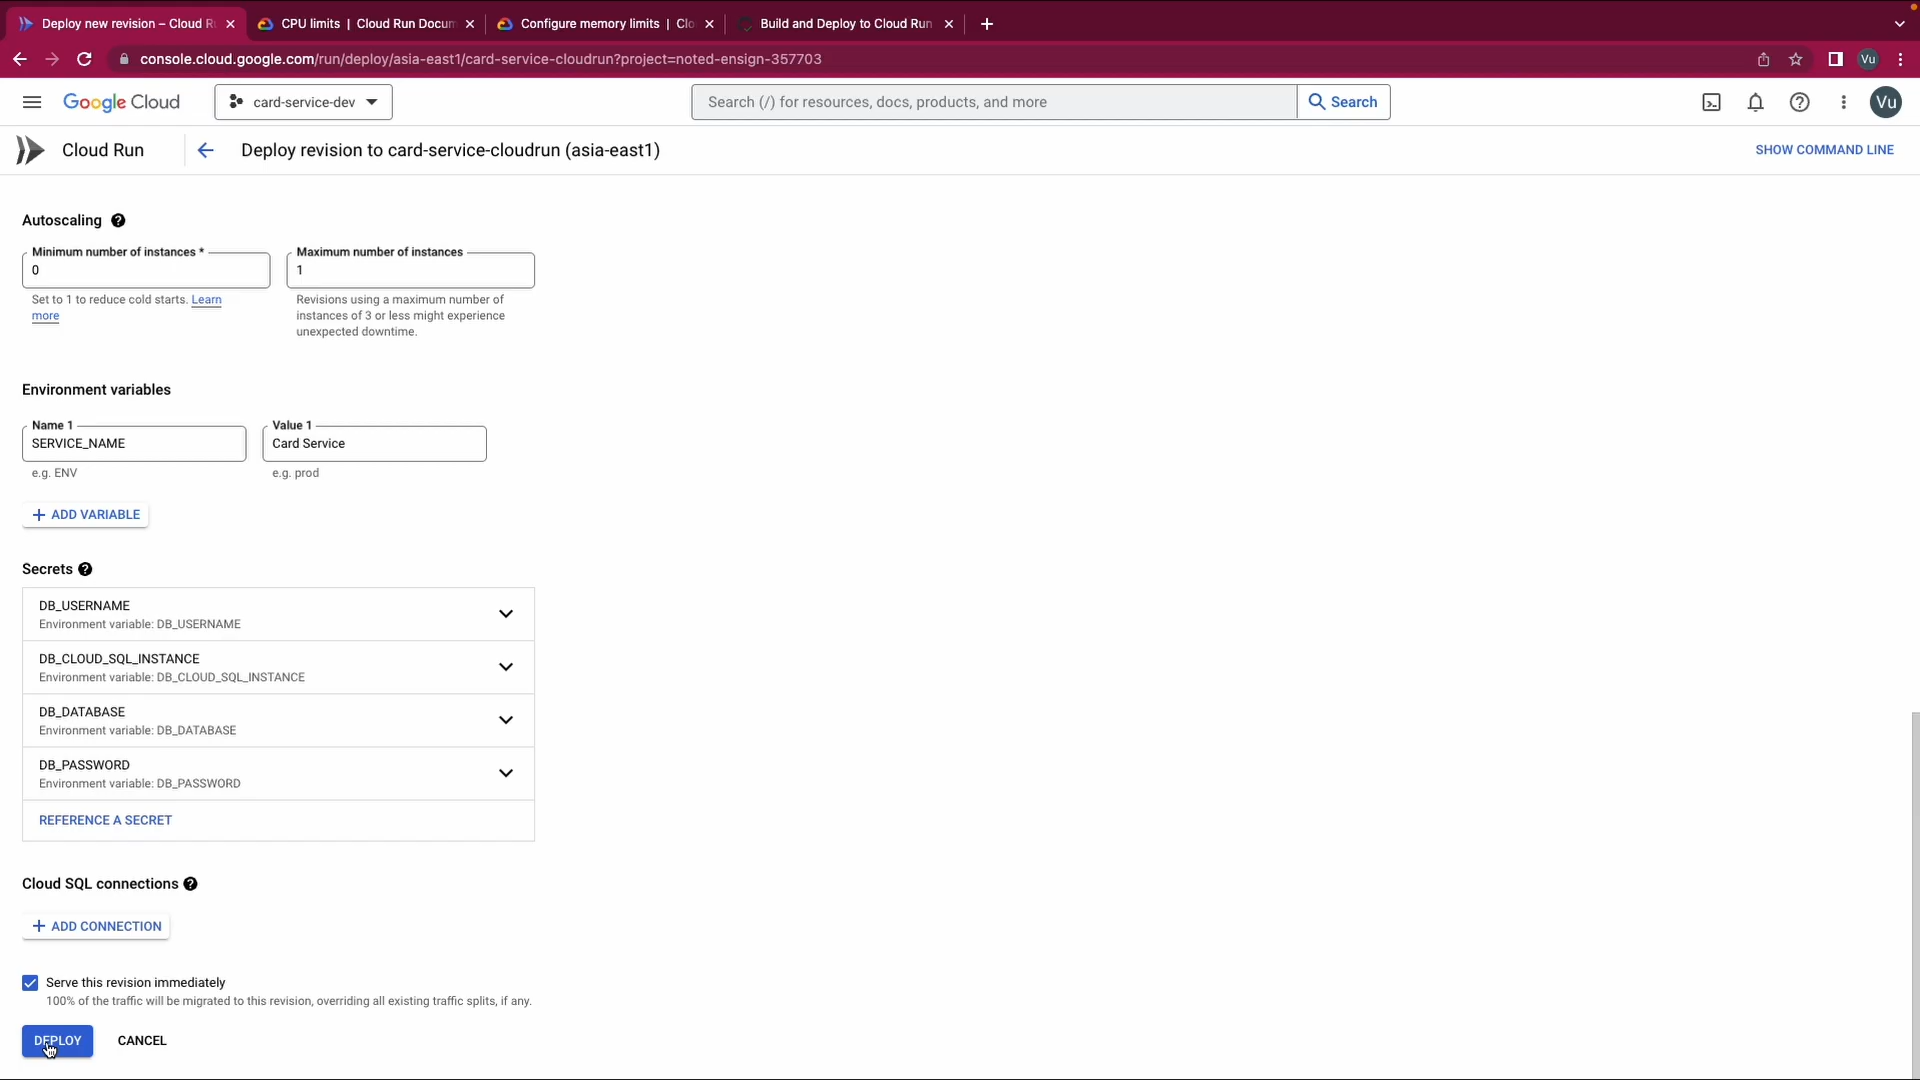 Deploy new revision – Cloud R
CPU limits | Cloud Run Docum
Configure memory limits | Clo
Build and Deploy to Cloud Run
console.cloud.google.com/run/deploy/asia-east1/card-service-cloudrun?project=noted-ensign-357703
Vu
Google Cloud
card-service-dev
Search (/) for resources, docs, products, and more
Search
Vu
Cloud Run
Deploy revision to card-service-cloudrun (asia-east1)
SHOW COMMAND LINE
Autoscaling
Minimum number of instances *
0
Set to 1 to reduce cold starts. Learn
more
Maximum number of instances
1
Revisions using a maximum number of
instances of 3 or less might experience
unexpected downtime.
Environment variables
Name 1
SERVICE_NAME
e.g. ENV
Value 1
Card Service
e.g. prod
ADD VARIABLE
Secrets
DB_USERNAME
Environment variable: DB_USERNAME
DB_CLOUD_SQL_INSTANCE
Environment variable: DB_CLOUD_SQL_INSTANCE
DB_DATABASE
Environment variable: DB_DATABASE
DB_PASSWORD
Environment variable: DB_PASSWORD
REFERENCE A SECRET
Cloud SQL connections
ADD CONNECTION
Serve this revision immediately
100% of the traffic will be migrated to this revision, overriding all existing traffic splits, if any.
DEPLOY
CANCEL